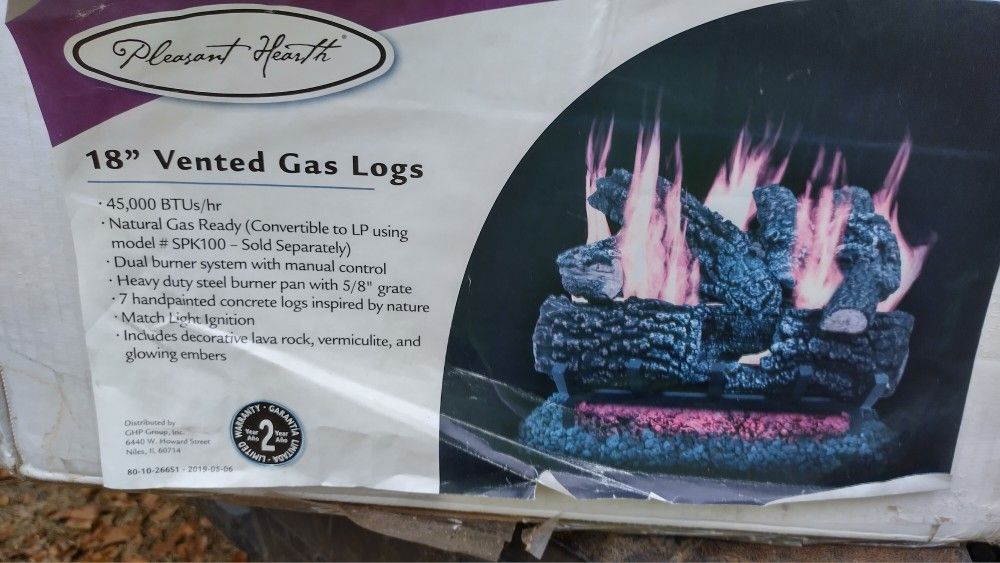 Pleasant Hearth®
18” Vented Gas Logs
· 45,000 BTUs/hr
· Natural Gas Ready (Convertible to LP using
model # SPK100 – Sold Separately)
· Dual burner system with manual control
· Heavy duty steel burner pan with 5/8" grate
· 7 handpainted concrete logs inspired by nature
· Match Light Ignition
· Includes decorative lava rock, vermiculite, and
glowing embers
Distributed by
GHP Group, Inc.
6440 W. Howard Street
Niles, IL 60714
80-10-26651 - 2019-05-06
LIMITED WARRANTY · GARANTIA LIMITADA ·
Year 2 Year
Año Año